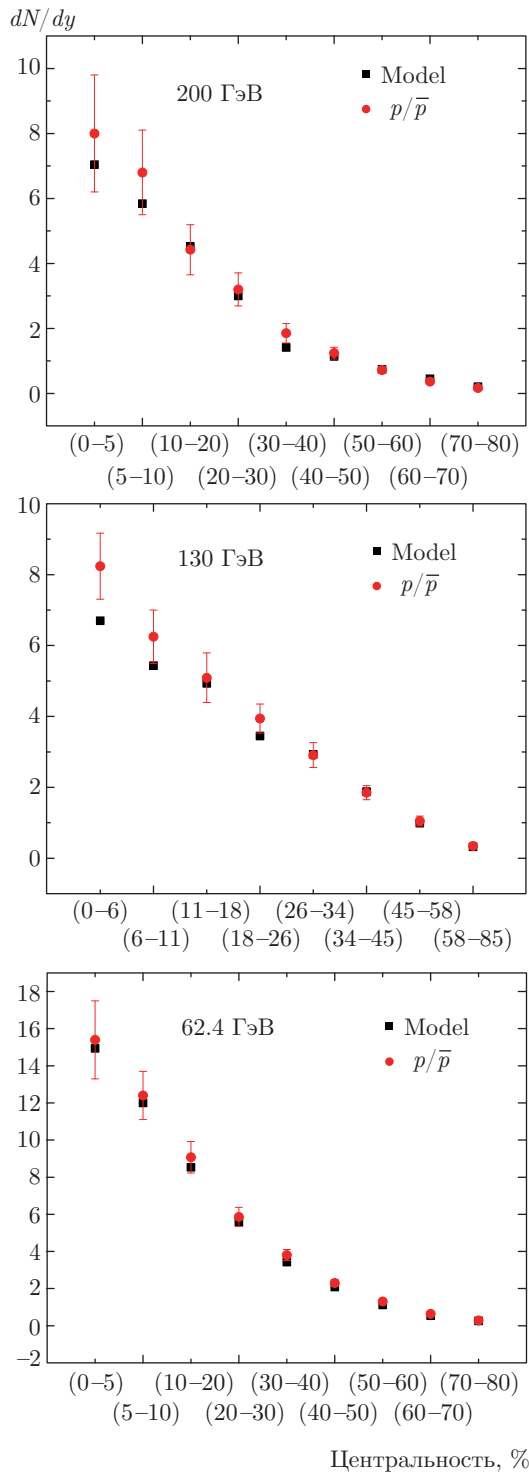 dN/dy
10
200 ГэВ
Model
p/p̅
8
6
4
2
0
(0–5) (10–20) (30–40) (50–60) (70–80)
(5–10) (20–30) (40–50) (60–70)
10
130 ГэВ
Model
p/p̅
8
6
4
2
0
(0–6) (11–18) (26–34) (45–58)
(6–11) (18–26) (34–45) (58–85)
18
62.4 ГэВ
Model
16
p/p̅
14
12
10
8
6
4
2
0
–2
(0–5) (10–20) (30–40) (50–60) (70–80)
(5–10) (20–30) (40–50) (60–70)
Центральность, %